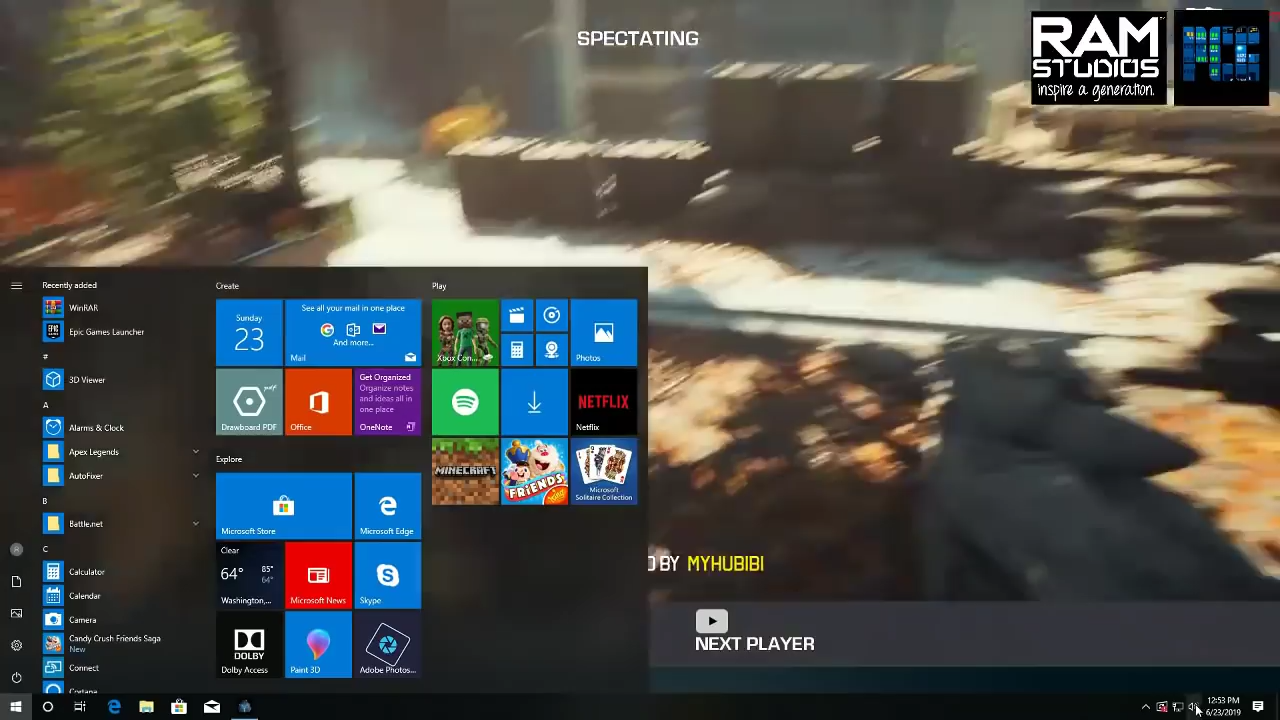 SPECTATING
RAM
STUDIOS
inspire a generation.
Recently added
WinRAR
Epic Games Launcher
#
3D Viewer
A
Alarms & Clock
Apex Legends
AutoFixer
B
Battle.net
C
Calculator
Calendar
Camera
Candy Crush Friends Saga
New
Connect
Cortana
Create
Sunday
23
See all your mail in one place
And more...
Mail
Drawboard PDF
Office
Get Organized
Organize notes
and ideas all in
one place
OneNote
Explore
Microsoft Store
Microsoft Edge
Clear
64°
85°
64°
Washington,...
Microsoft News
Skype
DOLBY
Dolby Access
Paint 3D
Adobe Photos...
Play
Xbox Con...
Photos
NETFLIX
Netflix
MINECRAFT
FRIENDS
Microsoft
Solitaire Collection
D BY MYHUBIBI
NEXT PLAYER
12:53 PM
6/23/2019